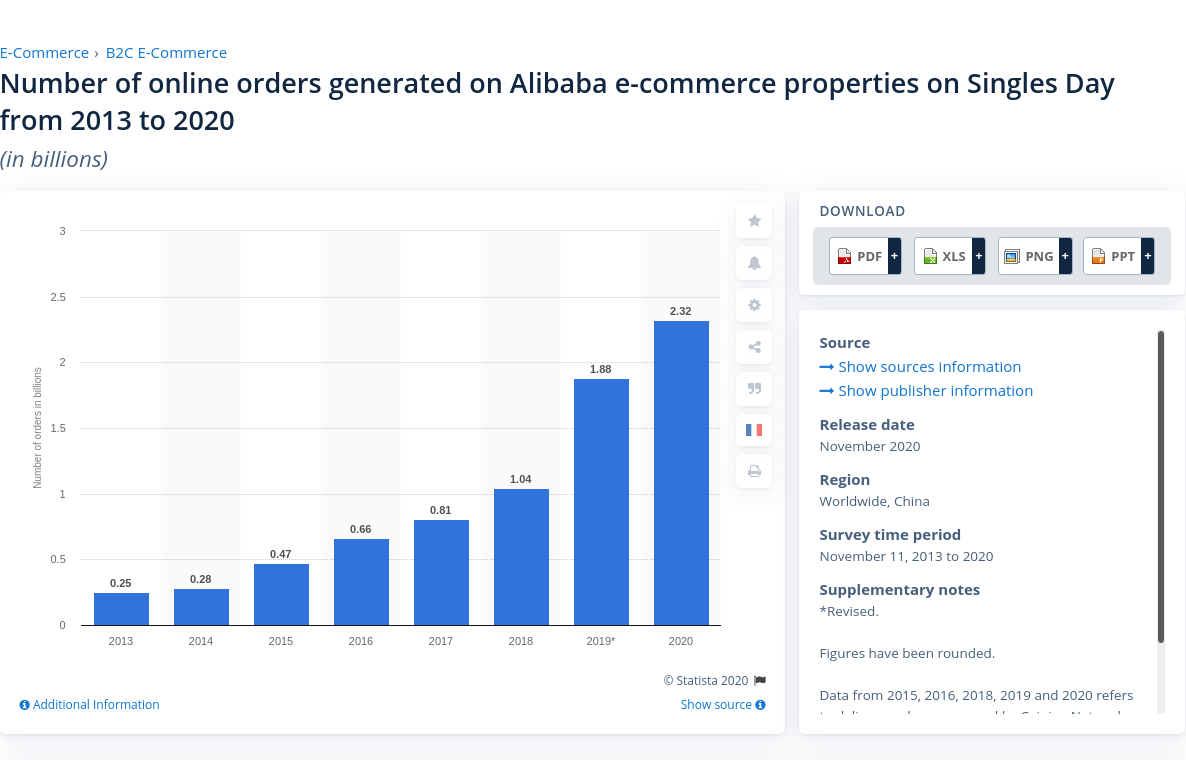 E-Commerce › B2C E-Commerce
Number of online orders generated on Alibaba e-commerce properties on Singles Day
from 2013 to 2020
(in billions)
3
2.5
2
1.5
1
0.5
0
Number of orders in billions
0.25
0.28
0.47
0.66
0.81
1.04
1.88
2.32
2013
2014
2015
2016
2017
2018
2019*
2020
© Statista 2020
Additional Information
Show source
DOWNLOAD
PDF +
XLS +
PNG +
PPT +
Source
Show sources information
Show publisher information
Release date
November 2020
Region
Worldwide, China
Survey time period
November 11, 2013 to 2020
Supplementary notes
*Revised.
Figures have been rounded.
Data from 2015, 2016, 2018, 2019 and 2020 refers